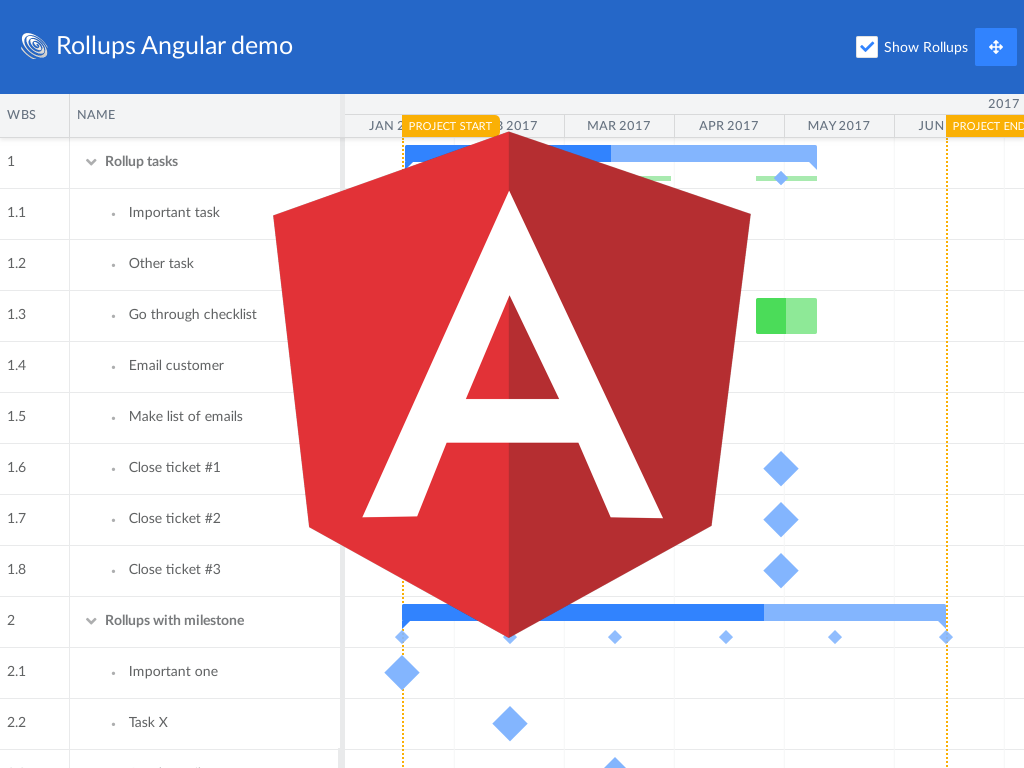 Rollups Angular demo
Show Rollups
WBS
NAME
2017
JAN 2
PROJECT START
3 2017
MAR 2017
APR 2017
MAY 2017
JUN
PROJECT END
1
Rollup tasks
1.1
Important task
1.2
Other task
1.3
Go through checklist
1.4
Email customer
1.5
Make list of emails
1.6
Close ticket #1
1.7
Close ticket #2
1.8
Close ticket #3
2
Rollups with milestone
2.1
Important one
2.2
Task X
A